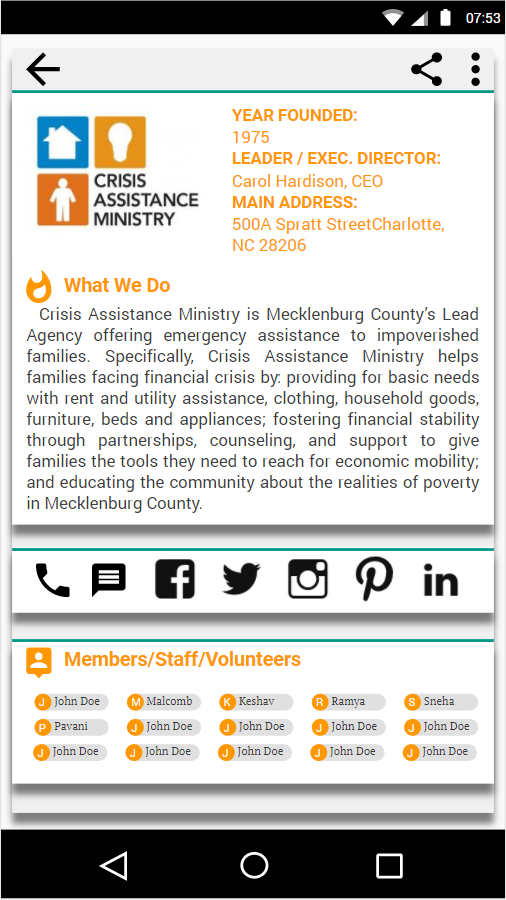 07:53
CRISIS
ASSISTANCE
MINISTRY
YEAR FOUNDED:
1975
LEADER / EXEC. DIRECTOR:
Carol Hardison, CEO
MAIN ADDRESS:
500A Spratt StreetCharlotte,
NC 28206
What We Do
Crisis Assistance Ministry is Mecklenburg County’s Lead
Agency offering emergency assistance to impoverished
families. Specifically, Crisis Assistance Ministry helps
families facing financial crisis by: providing for basic needs
with rent and utility assistance, clothing, household goods,
furniture, beds and appliances; fostering financial stability
through partnerships, counseling, and support to give
families the tools they need to reach for economic mobility;
and educating the community about the realities of poverty
in Mecklenburg County.
f in
Members/Staff/Volunteers
J John Doe M Malcomb K Keshav R Ramya S Sneha
P Pavani J John Doe J John Doe J John Doe J John Doe
J John Doe J John Doe J John Doe J John Doe J John Doe